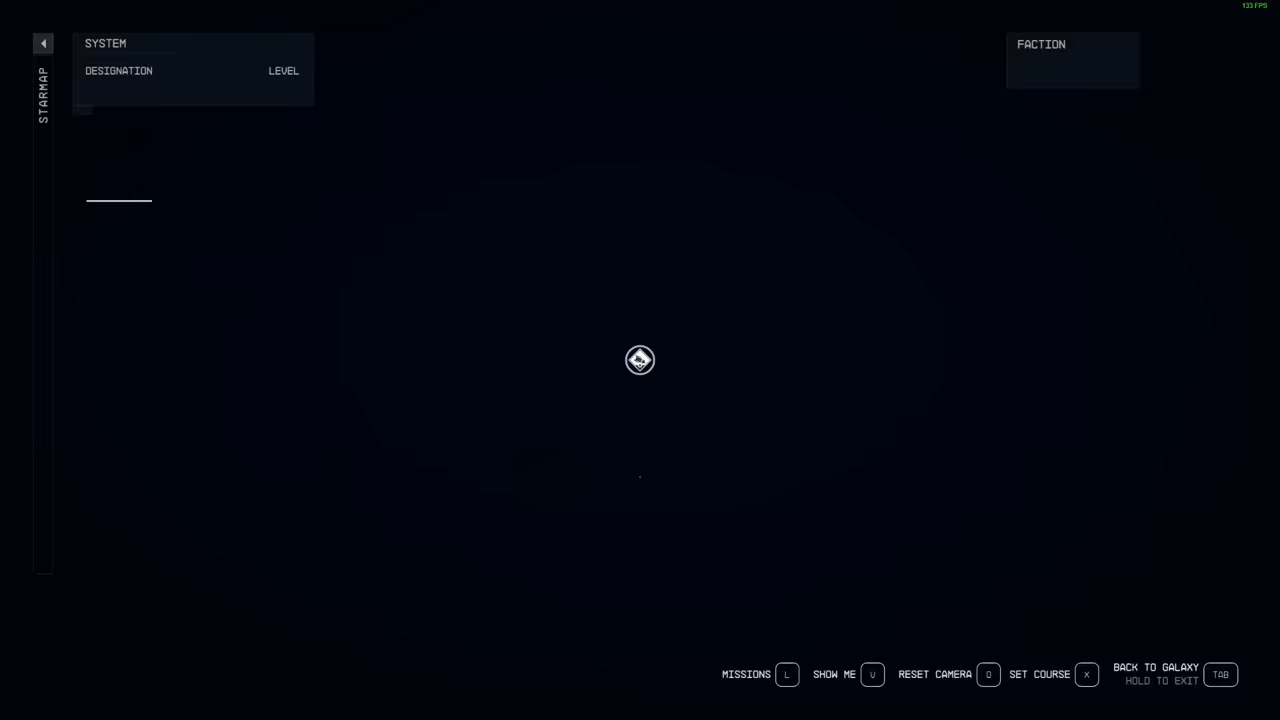 133 FPS
SYSTEM
FACTION
DESIGNATION LEVEL
STARMAP
MISSIONS L SHOW ME V RESET CAMERA Q SET COURSE X BACK TO GALAXY TAB
HOLD TO EXIT